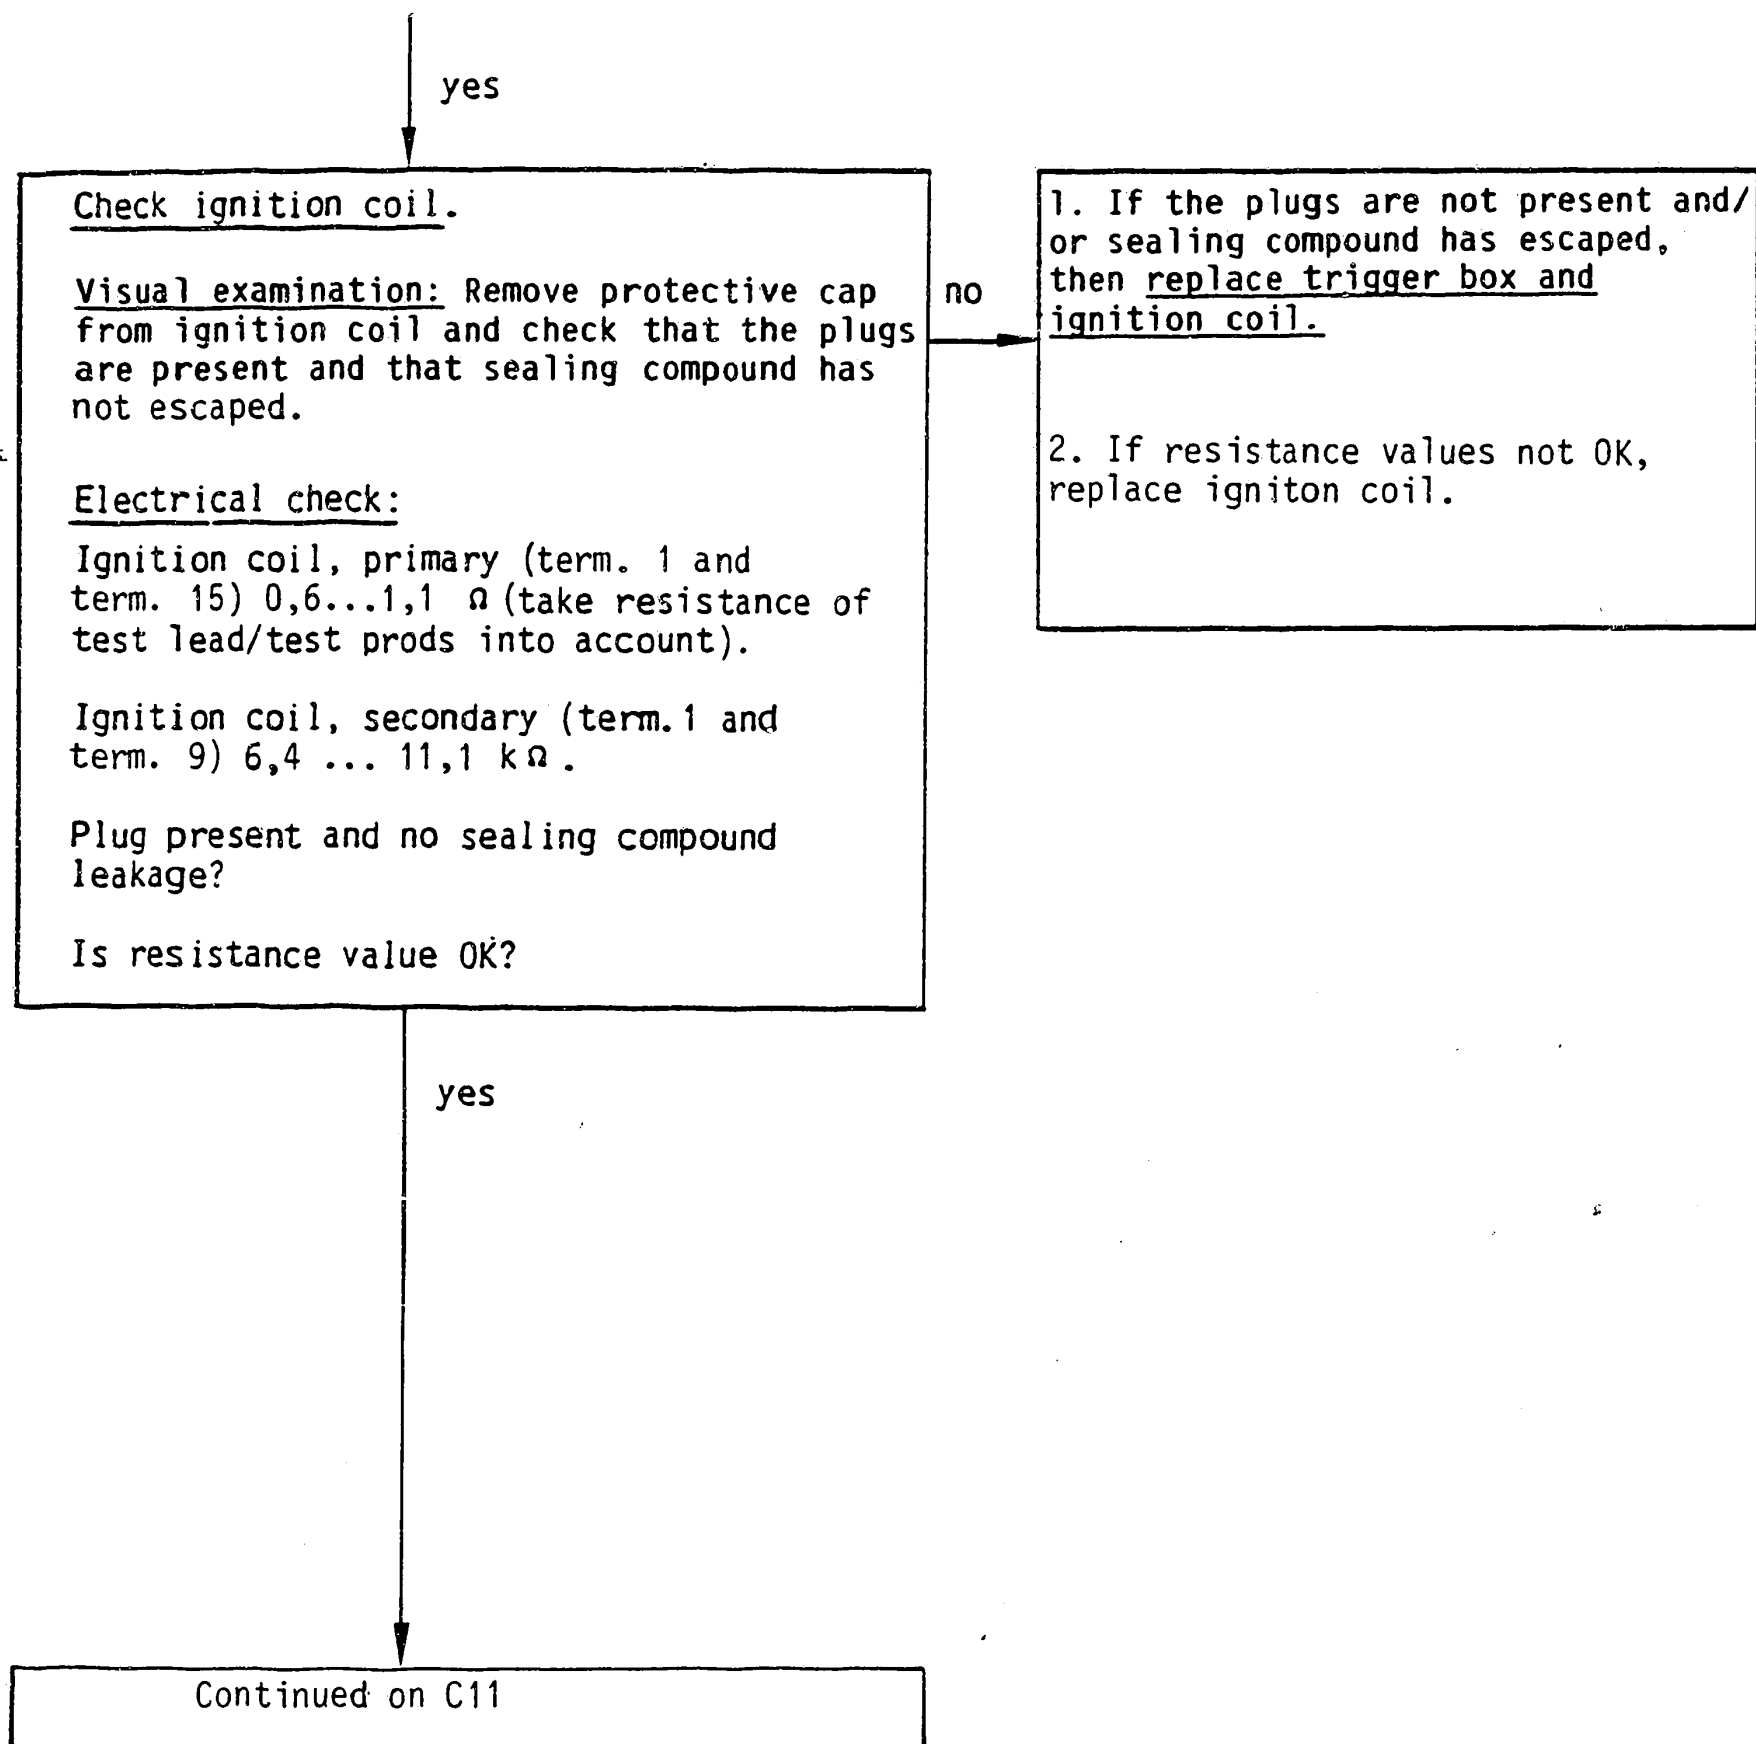 yes
Check ignition coil.
Visual examination: Remove protective cap
from ignition coil and check that the plugs
are present and that sealing compound has
not escaped.
Electrical check:
Ignition coil, primary (term. 1 and
term. 15) 0,6...1,1 Ω (take resistance of
test lead/test prods into account).
Ignition coil, secondary (term. 1 and
term. 9) 6,4 ... 11,1 kΩ.
Plug present and no sealing compound
leakage?
Is resistance value OK?
no
1. If the plugs are not present and/
or sealing compound has escaped,
then replace trigger box and
ignition coil.
2. If resistance values not OK,
replace igniton coil.
yes
Continued on C11